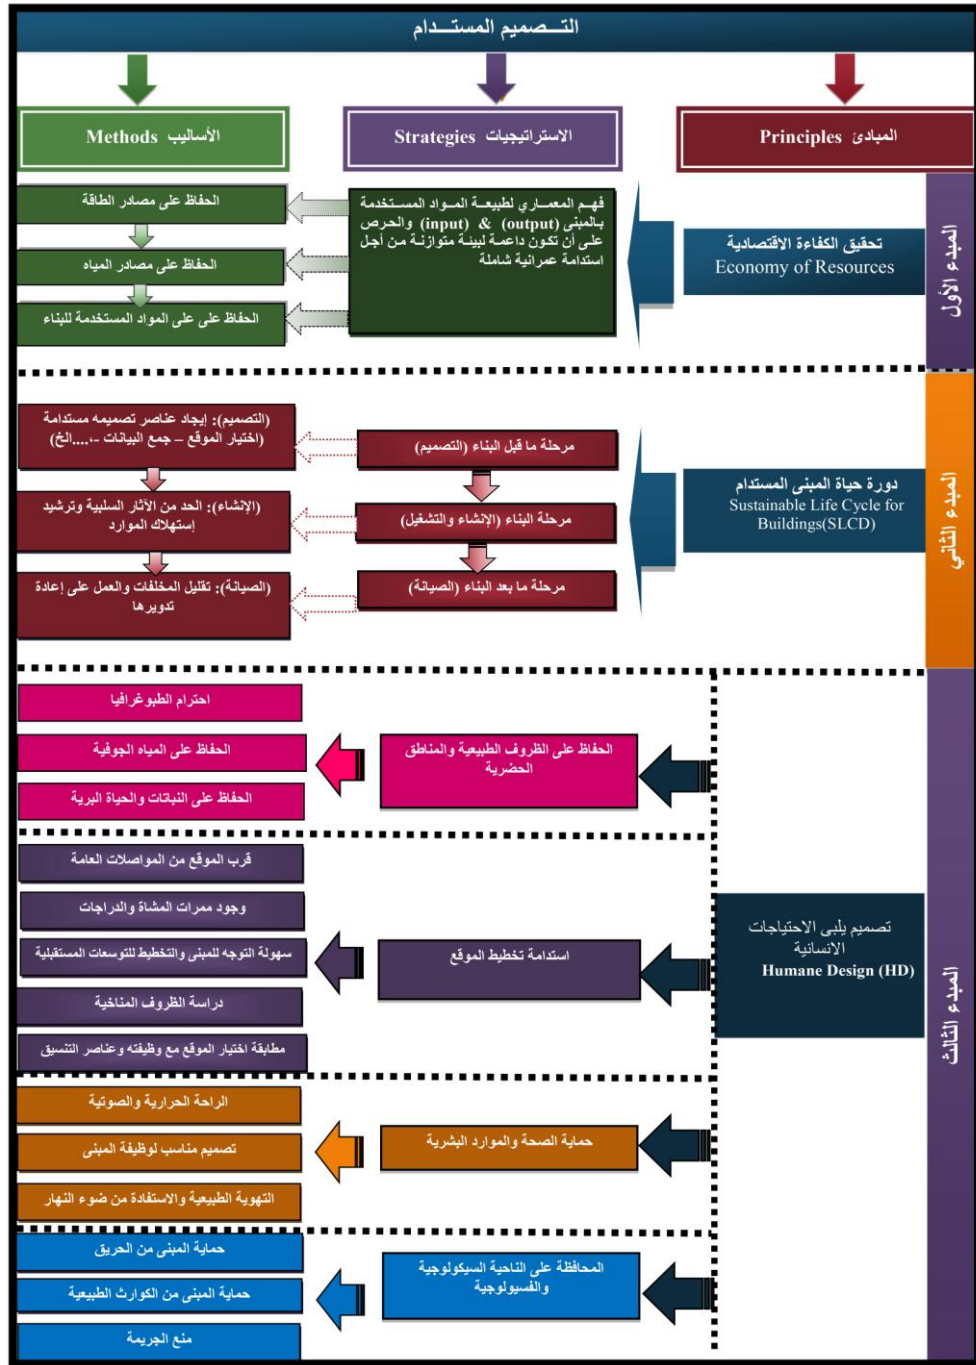 التـــصميم المستـــدام
المبادئ Principles
الاستراتيجيات Strategies
الأساليب Methods
المبدء الأول
تحقيق الكفاءة الاقتصادية
Economy of Resources
فهم المعماري لطبيعة المواد المستخدمة
بالمبنى (output) & (input) والحرص
على أن تكون داعمة لبيئة متوازنة من أجل
استدامة عمرانية شاملة
الحفاظ على مصادر الطاقة
الحفاظ على مصادر المياه
الحفاظ على على المواد المستخدمة للبناء
المبدء الثاني
دورة حياة المبنى المستدام
Sustainable Life Cycle for
Buildings(SLCD)
مرحلة ما قبل البناء (التصميم)
مرحلة البناء (الإنشاء والتشغيل)
مرحلة ما بعد البناء (الصيانة)
(التصميم): إيجاد عناصر تصميمه مستدامة
(اختيار الموقع – جمع البيانات -،....الخ)
(الإنشاء): الحد من الآثار السلبية وترشيد
إستهلاك الموارد
(الصيانة): تقليل المخلفات والعمل على إعادة
تدويرها
المبدء الثالث
تصميم يلبى الاحتياجات
الانسانية
Humane Design (HD)
الحفاظ على الظروف الطبيعية والمناطق
الحضرية
احترام الطبوغرافيا
الحفاظ على المياه الجوفية
الحفاظ على النباتات والحياة البرية
استدامة تخطيط الموقع
قرب الموقع من المواصلات العامة
وجود ممرات المشاة والدراجات
سهولة التوجه للمبنى والتخطيط للتوسعات المستقبلية
دراسة الظروف المناخية
مطابقة اختيار الموقع مع وظيفته وعناصر التنسيق
حماية الصحة والموارد البشرية
الراحة الحرارية والصوتية
تصميم مناسب لوظيفة المبنى
التهوية الطبيعية والاستفادة من ضوء النهار
المحافظة على الناحية السيكولوجية
والفسيولوجية
حماية المبنى من الحريق
حماية المبنى من الكوارث الطبيعية
منع الجريمة